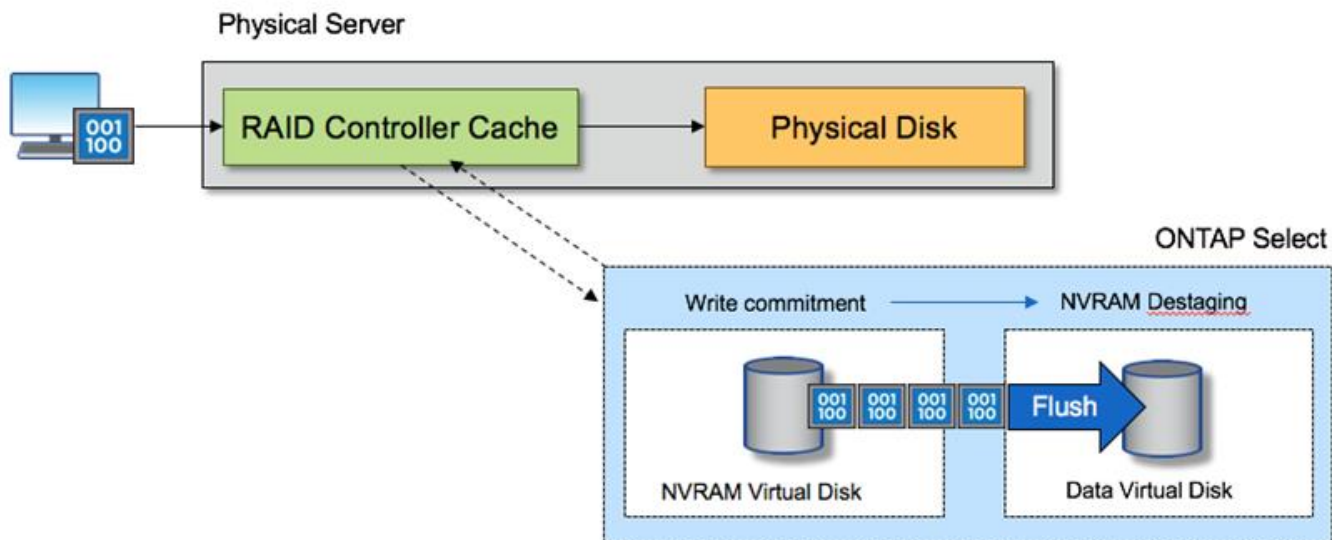 Physical Server
001
100
RAID Controller Cache
Physical Disk
ONTAP Select
Write commitment
NVRAM Destaging
001 001 001 001
100 100 100 100
Flush
NVRAM Virtual Disk
Data Virtual Disk